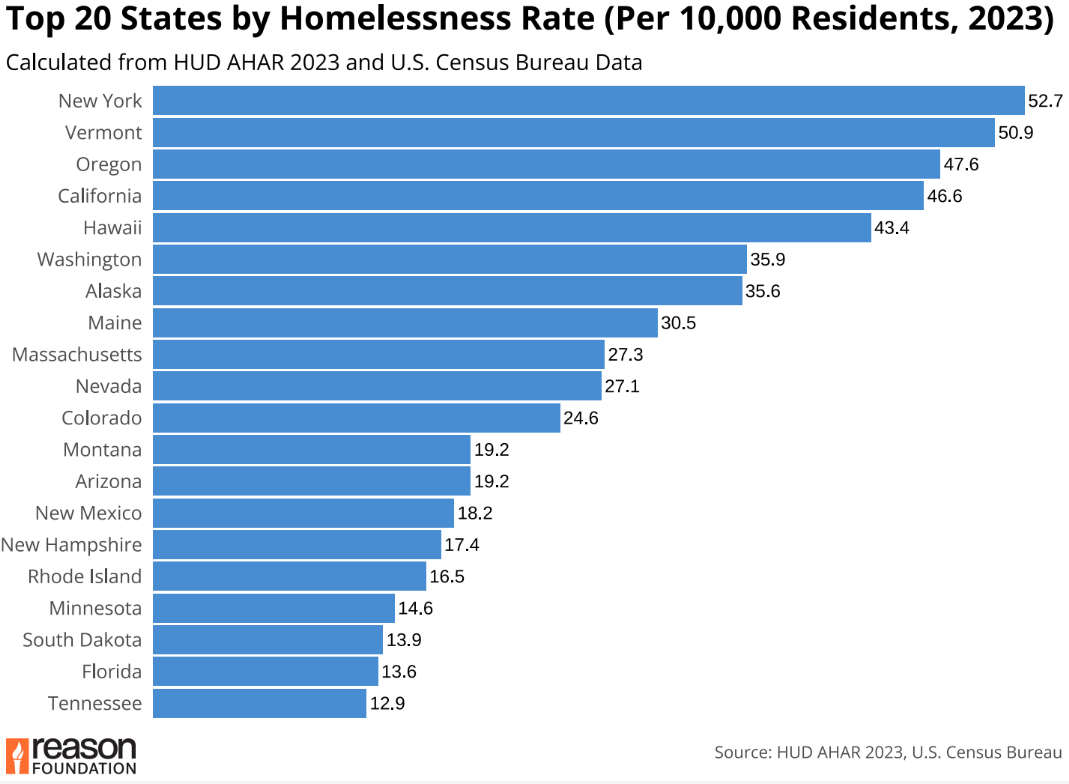 Top 20 States by Homelessness Rate (Per 10,000 Residents, 2023)
Calculated from HUD AHAR 2023 and U.S. Census Bureau Data
New York 52.7
Vermont 50.9
Oregon 47.6
California 46.6
Hawaii 43.4
Washington 35.9
Alaska 35.6
Maine 30.5
Massachusetts 27.3
Nevada 27.1
Colorado 24.6
Montana 19.2
Arizona 19.2
New Mexico 18.2
New Hampshire 17.4
Rhode Island 16.5
Minnesota 14.6
South Dakota 13.9
Florida 13.6
Tennessee 12.9
reason
FOUNDATION
Source: HUD AHAR 2023, U.S. Census Bureau